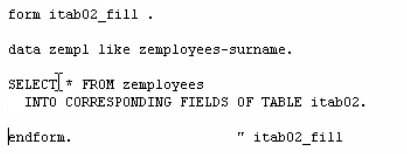 form itab02_fill .
data zempl like zemployees-surname.
SELECT * FROM zemployees
INTO CORRESPONDING FIELDS OF TABLE itab02.
endform. " itab02_fill